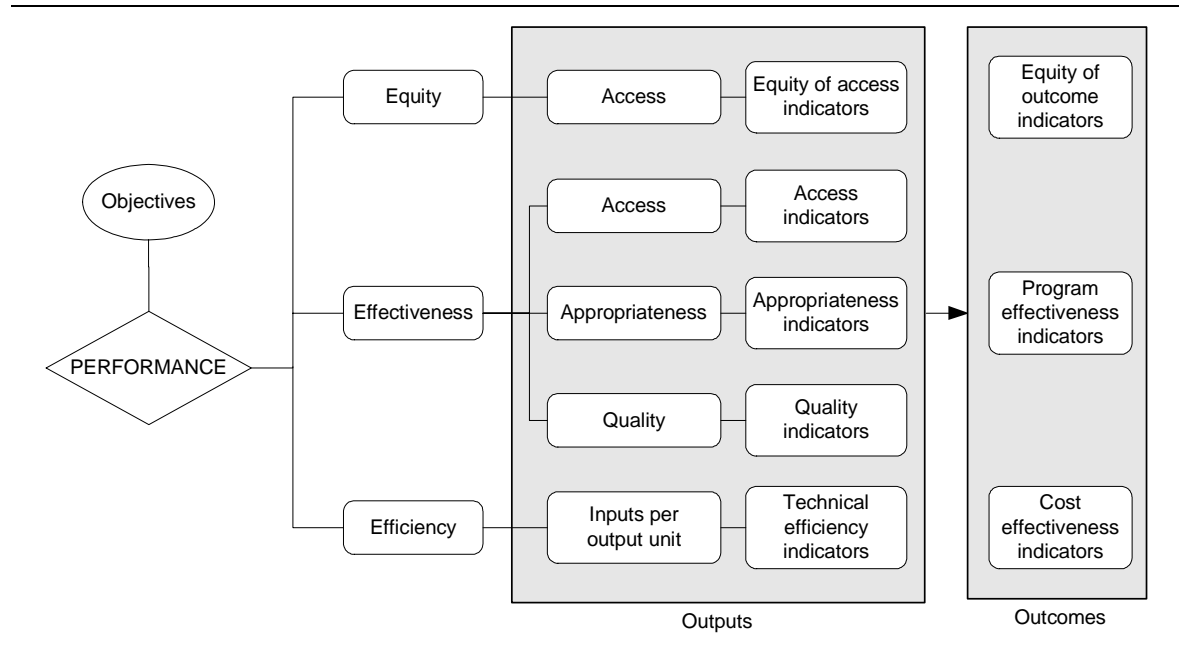 Objectives
PERFORMANCE
Equity
Effectiveness
Efficiency
Access
Equity of access
indicators
Access
Access
indicators
Appropriateness
Appropriateness
indicators
Quality
Quality
indicators
Inputs per
output unit
Technical
efficiency
indicators
Outputs
Equity of
outcome
indicators
Program
effectiveness
indicators
Cost
effectiveness
indicators
Outcomes